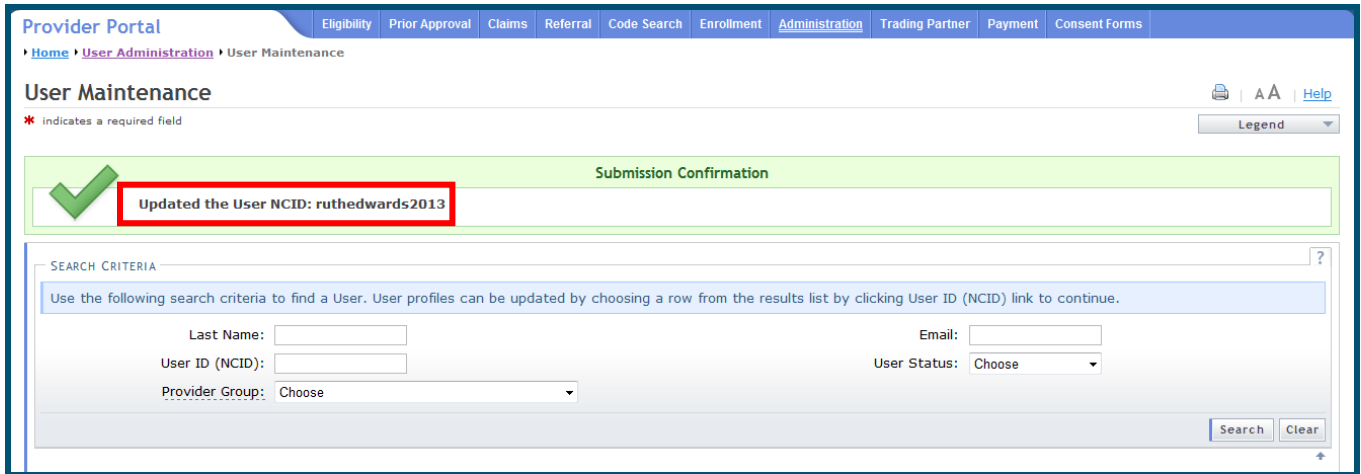 Provider Portal
Eligibility Prior Approval Claims Referral Code Search Enrollment Administration Trading Partner Payment Consent Forms
Home User Administration User Maintenance
User Maintenance
A A Help
* indicates a required field
Legend
Submission Confirmation
Updated the User NCID: ruthedwards2013
SEARCH CRITERIA
?
Use the following search criteria to find a User. User profiles can be updated by choosing a row from the results list by clicking User ID (NCID) link to continue.
Last Name: Email:
User ID (NCID): User Status: Choose
Provider Group: Choose
Search Clear